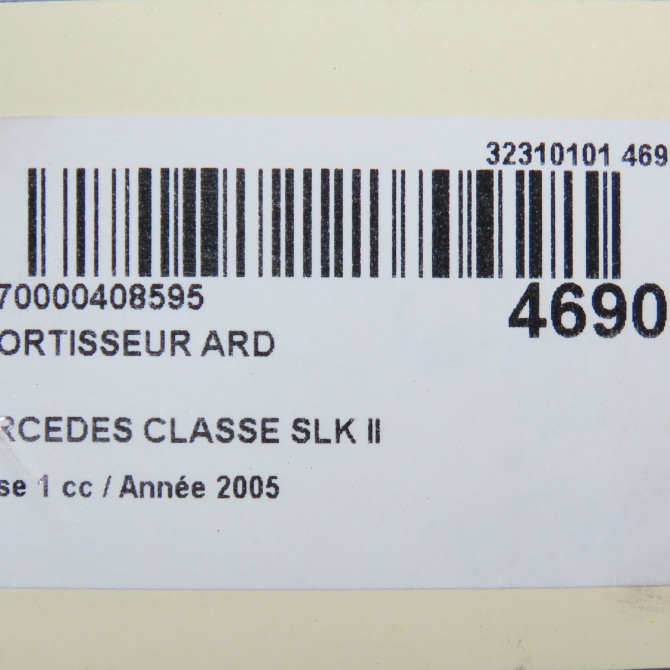 32310101 469
70000408595
4690
ORTISSEUR ARD
RCEDES CLASSE SLK II
se 1 cc / Année 2005